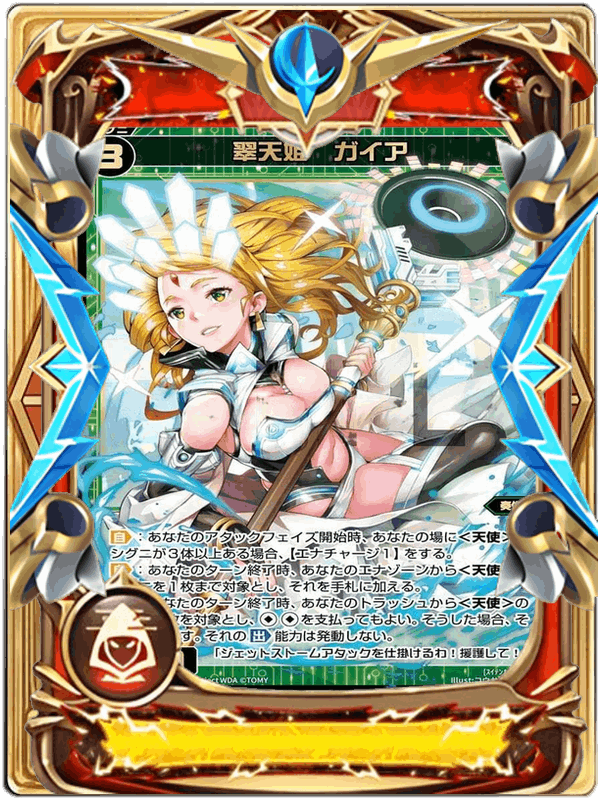 3
翠天姫 ガイア
自：あなたのアタックフェイズ開始時、あなたの場に<天使>
シグニが3体以上ある場合、【エナチャージ1】をする。
：あなたのターン終了時、あなたのエナゾーンから<天使
を1枚まで対象とし、それを手札に加える。
あなたのターン終了時、あなたのトラッシュから<天使>の
を対象とし、を支払ってもよい。そうした場合、そ
す。それの 出 能力は発動しない。
「ジェットストームアタックを仕掛けるわ！援護して！
ject WDA ©TOMY
Illust:コウサ